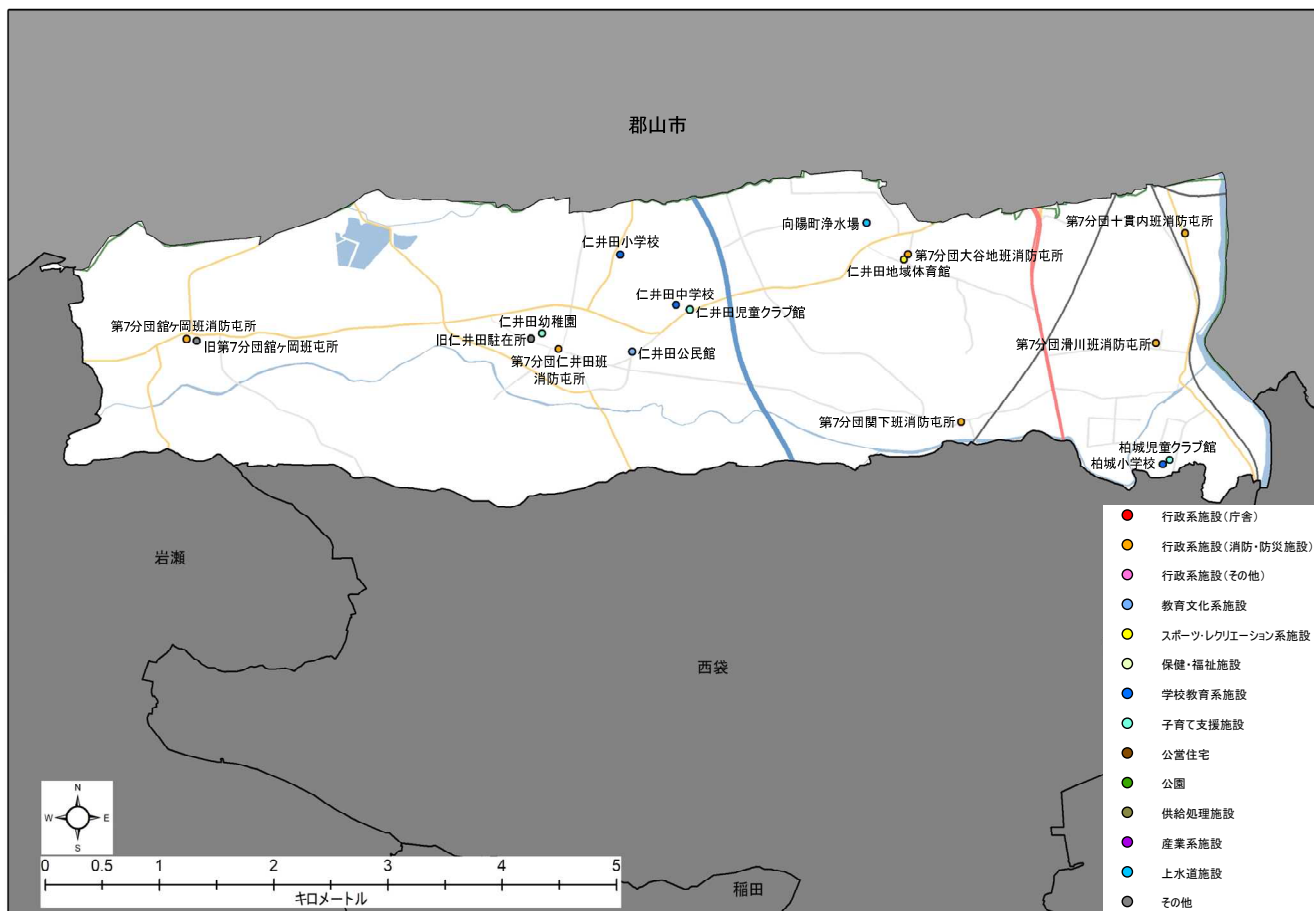 郡山市
向陽町浄水場
第7分団十貫内班消防屯所
仁井田小学校
第7分団大谷地班消防屯所
仁井田地域体育館
仁井田中学校
仁井田児童クラブ館
第7分団舘ヶ岡班消防屯所
旧第7分団舘ヶ岡班屯所
仁井田幼稚園
旧仁井田駐在所
第7分団仁井田班
消防屯所
仁井田公民館
第7分団滑川班消防屯所
第7分団関下班消防屯所
柏城児童クラブ館
柏城小学校
岩瀬
西袋
稲田
行政系施設(庁舎)
行政系施設(消防・防災施設)
行政系施設(その他)
教育文化系施設
スポーツ・レクリエーション系施設
保健・福祉施設
学校教育系施設
子育て支援施設
公営住宅
公園
供給処理施設
産業系施設
上水道施設
その他
N
W E
S
0 0.5 1 2 3 4 5
キロメートル